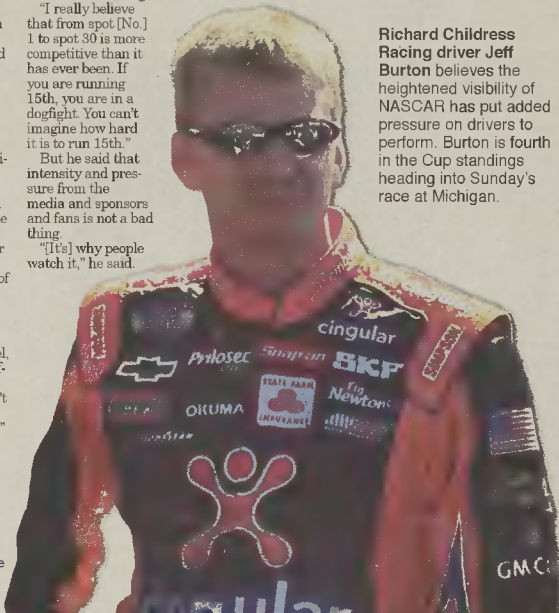 "I really believe
that from spot [No.]
1 to spot 30 is more
competitive than it
has ever been. If
you are running
15th, you are in a
dogfight. You can't
imagine how hard
it is to run 15th."
But he said that
intensity and pres-
sure from the
media and sponsors
and fans is not a bad
thing.
"[It's] why people
watch it," he said.
Richard Childress
Racing driver Jeff
Burton believes the
heightened visibility of
NASCAR has put added
pressure on drivers to
perform. Burton is fourth
in the Cup standings
heading into Sunday's
race at Michigan.
cingular
Prilosec
Snap-on
SKF
STATE FARM
INSURANCE
Fig
Newtons
OKUMA
GMC